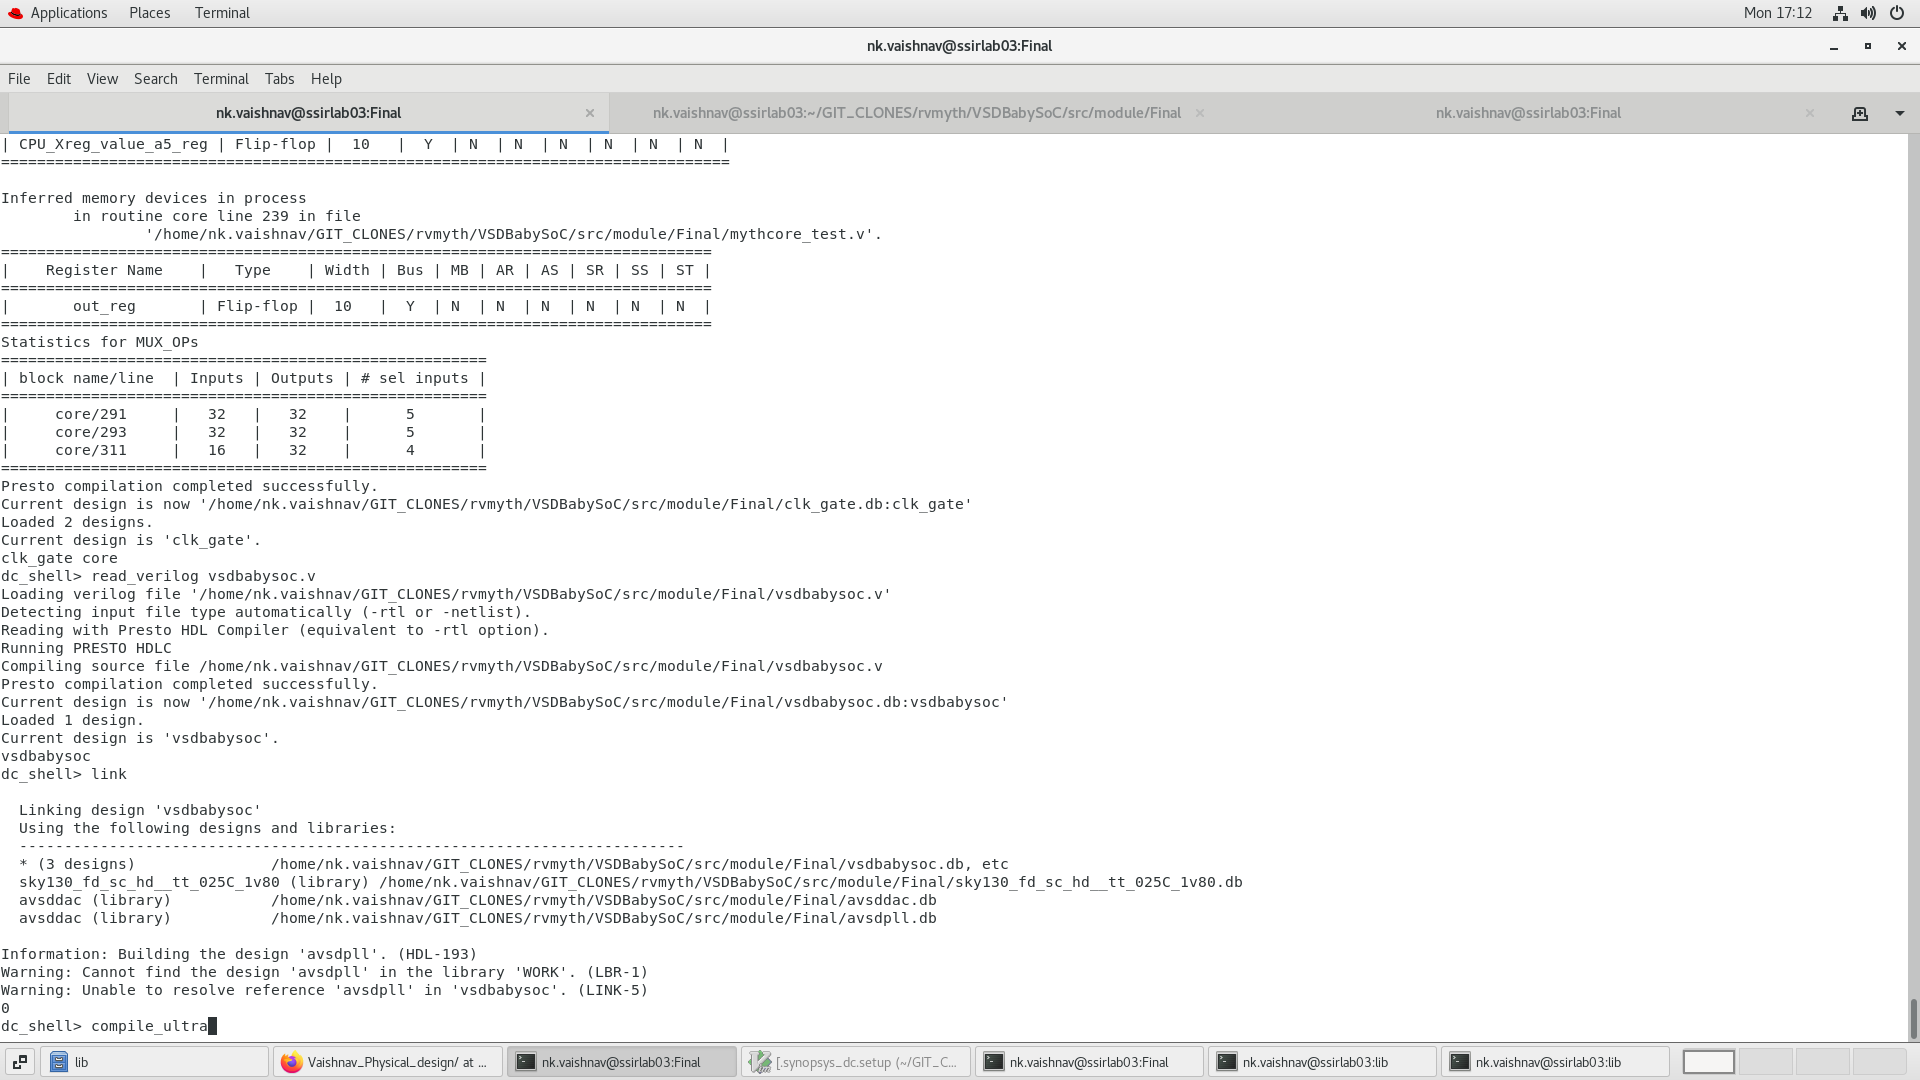 Applications Places Terminal Mon 17:12
nk.vaishnav@ssirlab03:Final
File Edit View Search Terminal Tabs Help
nk.vaishnav@ssirlab03:Final × nk.vaishnav@ssirlab03:~/GIT_CLONES/rvmyth/VSDBabySoC/src/module/Final × nk.vaishnav@ssirlab03:Final ×
| CPU_Xreg_value_a5_reg | Flip-flop |  10   |  Y  | N  | N  | N  | N  | N  | N  |
=================================================================================

Inferred memory devices in process
        in routine core line 239 in file
                '/home/nk.vaishnav/GIT_CLONES/rvmyth/VSDBabySoC/src/module/Final/mythcore_test.v'.
===============================================================================
|    Register Name    |   Type    | Width | Bus | MB | AR | AS | SR | SS | ST |
===============================================================================
|       out_reg       | Flip-flop |  10   |  Y  | N  | N  | N  | N  | N  | N  |
===============================================================================
Statistics for MUX_OPs
======================================================
| block name/line  | Inputs | Outputs | # sel inputs |
======================================================
|     core/291     |   32   |   32    |      5       |
|     core/293     |   32   |   32    |      5       |
|     core/311     |   16   |   32    |      4       |
======================================================
Presto compilation completed successfully.
Current design is now '/home/nk.vaishnav/GIT_CLONES/rvmyth/VSDBabySoC/src/module/Final/clk_gate.db:clk_gate'
Loaded 2 designs.
Current design is 'clk_gate'.
clk_gate core
dc_shell> read_verilog vsdbabysoc.v
Loading verilog file '/home/nk.vaishnav/GIT_CLONES/rvmyth/VSDBabySoC/src/module/Final/vsdbabysoc.v'
Detecting input file type automatically (-rtl or -netlist).
Reading with Presto HDL Compiler (equivalent to -rtl option).
Running PRESTO HDLC
Compiling source file /home/nk.vaishnav/GIT_CLONES/rvmyth/VSDBabySoC/src/module/Final/vsdbabysoc.v
Presto compilation completed successfully.
Current design is now '/home/nk.vaishnav/GIT_CLONES/rvmyth/VSDBabySoC/src/module/Final/vsdbabysoc.db:vsdbabysoc'
Loaded 1 design.
Current design is 'vsdbabysoc'.
vsdbabysoc
dc_shell> link

  Linking design 'vsdbabysoc'
  Using the following designs and libraries:
  --------------------------------------------------------------------------
  * (3 designs)               /home/nk.vaishnav/GIT_CLONES/rvmyth/VSDBabySoC/src/module/Final/vsdbabysoc.db, etc
  sky130_fd_sc_hd__tt_025C_1v80 (library) /home/nk.vaishnav/GIT_CLONES/rvmyth/VSDBabySoC/src/module/Final/sky130_fd_sc_hd__tt_025C_1v80.db
  avsddac (library)           /home/nk.vaishnav/GIT_CLONES/rvmyth/VSDBabySoC/src/module/Final/avsddac.db
  avsddac (library)           /home/nk.vaishnav/GIT_CLONES/rvmyth/VSDBabySoC/src/module/Final/avsdpll.db

Information: Building the design 'avsdpll'. (HDL-193)
Warning: Cannot find the design 'avsdpll' in the library 'WORK'. (LBR-1)
Warning: Unable to resolve reference 'avsdpll' in 'vsdbabysoc'. (LINK-5)
0
dc_shell> compile_ultra
lib Vaishnav_Physical_design/ at ... nk.vaishnav@ssirlab03:Final [.synopsys_dc.setup (~/GIT_C... nk.vaishnav@ssirlab03:Final nk.vaishnav@ssirlab03:lib nk.vaishnav@ssirlab03:lib